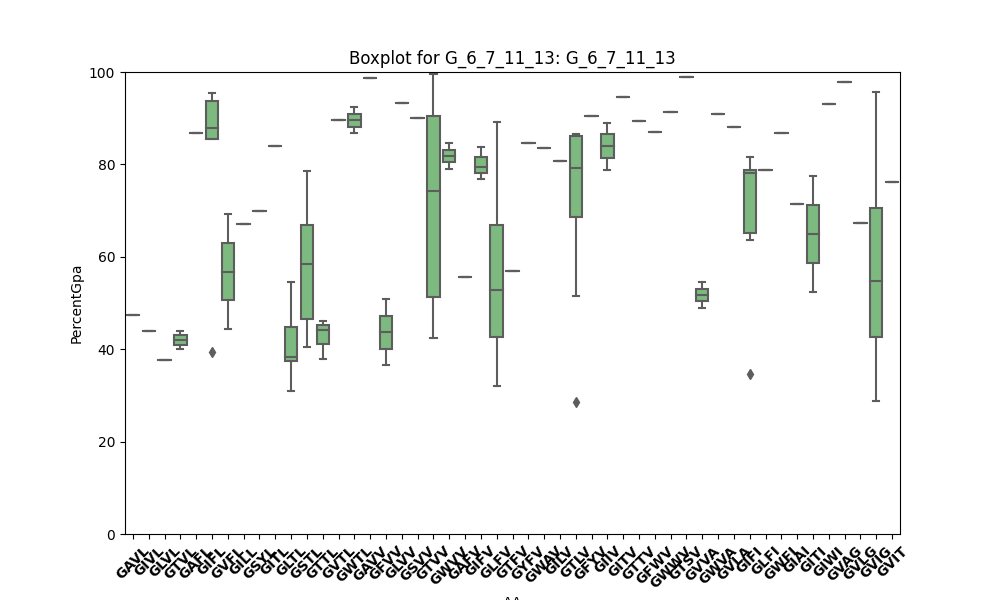 Boxplot for G_6_7_11_13: G_6_7_11_13
100
80
60
40
20
0
PercentGpa
GAVL GIVL GLVL GTVL GAFL GIFL GVFL GILL GSYL GITL GLTL GSTL GTTL GVTL GWTL GAVV GFVV GLVV GSVV GTVV GWVV GAFV GIFV GLFV GTFV GYFV GWAV GILV GTLV GFYV GIIV GITV GTTV GFWV GTSV GVVA GWVA GIFI GLFI GWFI GIAI GITI GIWI GVAG GVLG GVIG GVIT